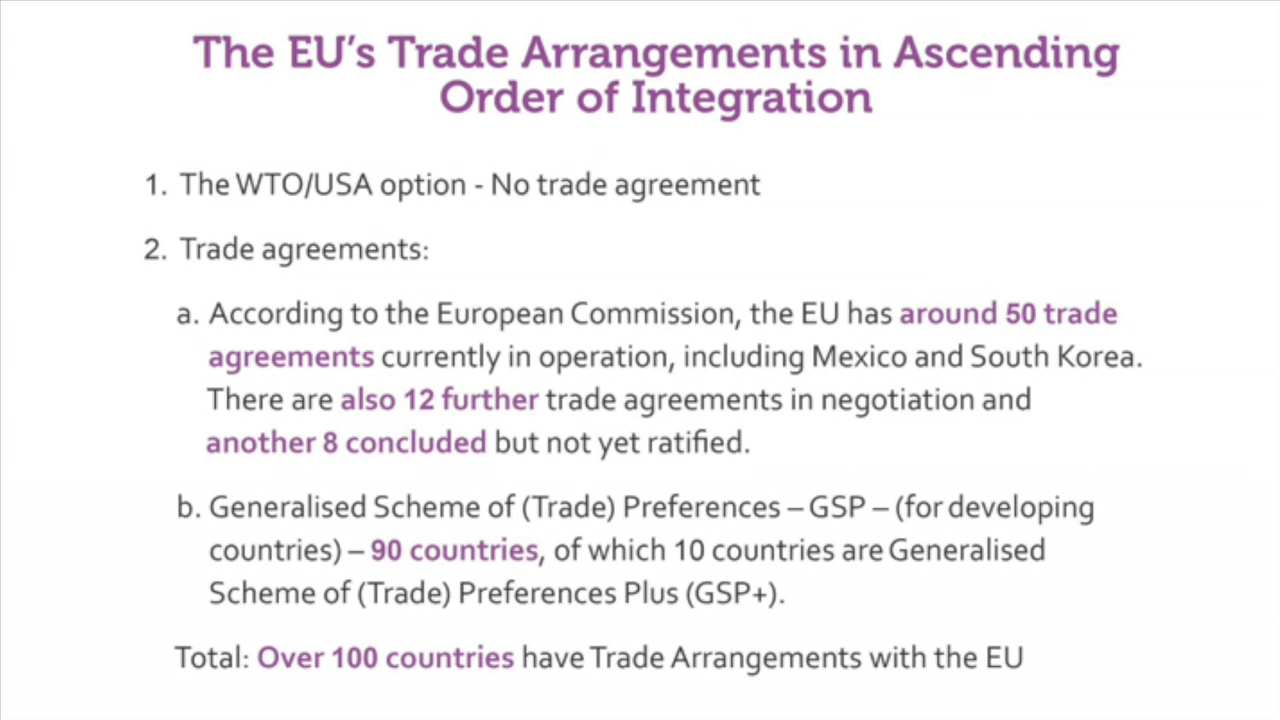 The EU's Trade Arrangements in Ascending
Order of Integration
1. The WTO/USA option - No trade agreement
2. Trade agreements:
a. According to the European Commission, the EU has around 50 trade
agreements currently in operation, including Mexico and South Korea.
There are also 12 further trade agreements in negotiation and
another 8 concluded but not yet ratified.
b. Generalised Scheme of (Trade) Preferences – GSP – (for developing
countries) – 90 countries, of which 10 countries are Generalised
Scheme of (Trade) Preferences Plus (GSP+).
Total: Over 100 countries have Trade Arrangements with the EU